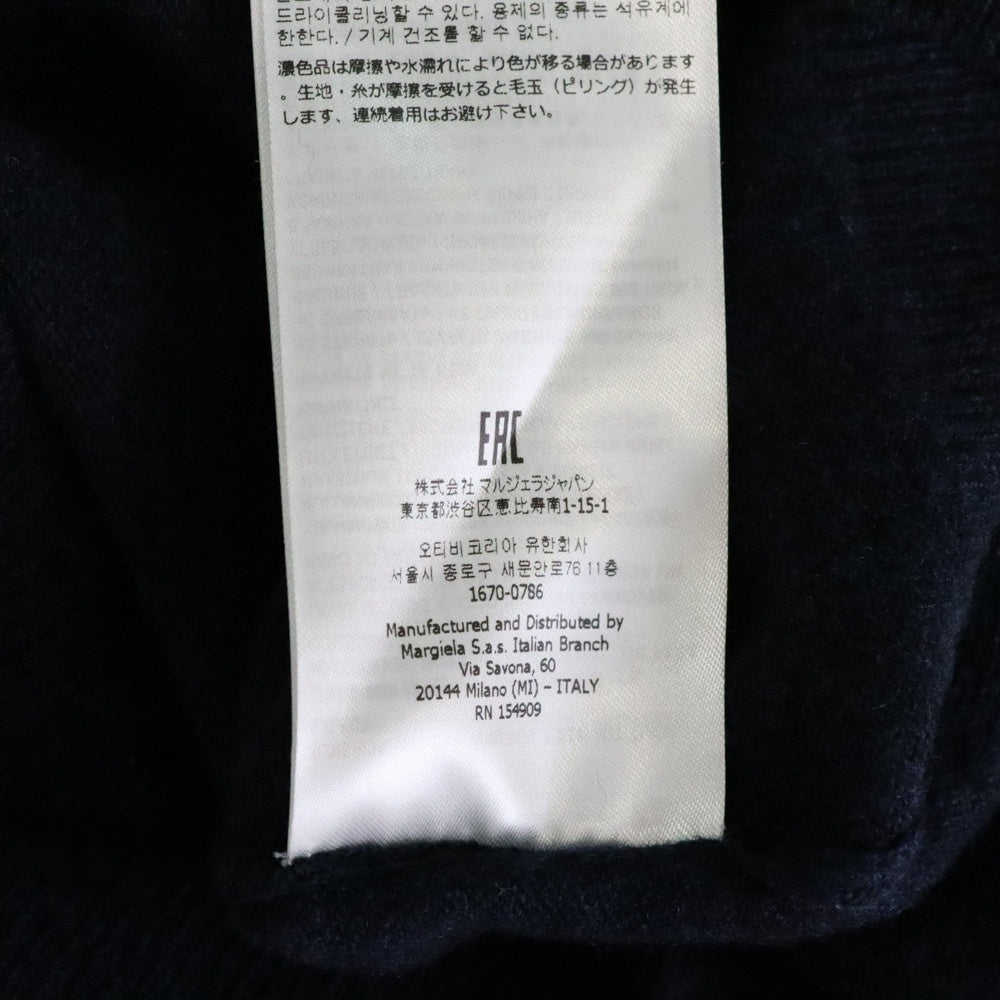 드라이클리닝할 수 있다. 용제의 종류는 석유계에
한한다. / 기계 건조를 할 수 없다.
濃色品は摩擦や水濡れにより色が移る場合があります
。生地・糸が摩擦を受けると毛玉（ピリング）が発生
します、連続着用はお避け下さい。
EAC
株式会社 マルジェラジャパン
東京都渋谷区恵比寿南1-15-1
오티비코리아 유한회사
서울시 종로구 새문안로76 11층
1670-0786
Manufactured and Distributed by
Margiela S.a.s. Italian Branch
Via Savona, 60
20144 Milano (MI) – ITALY
RN 154909